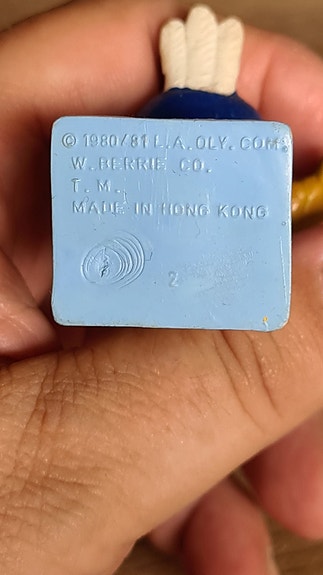 © 1980/81 L.A. OLY. COM.
W. BERRIE CO.
T. M.
MADE IN HONG KONG
2